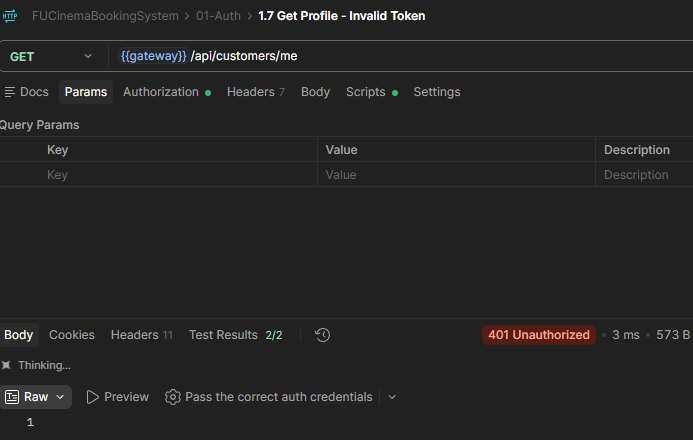 HTTP FUCinemaBookingSystem > 01-Auth > 1.7 Get Profile - Invalid Token
GET {{gateway}} /api/customers/me
Docs Params Authorization Headers 7 Body Scripts Settings
Query Params
Key Value Description
Key Value Description
Body Cookies Headers 11 Test Results 2/2 401 Unauthorized • 3 ms • 573 B
Thinking...
Raw Preview Pass the correct auth credentials
1